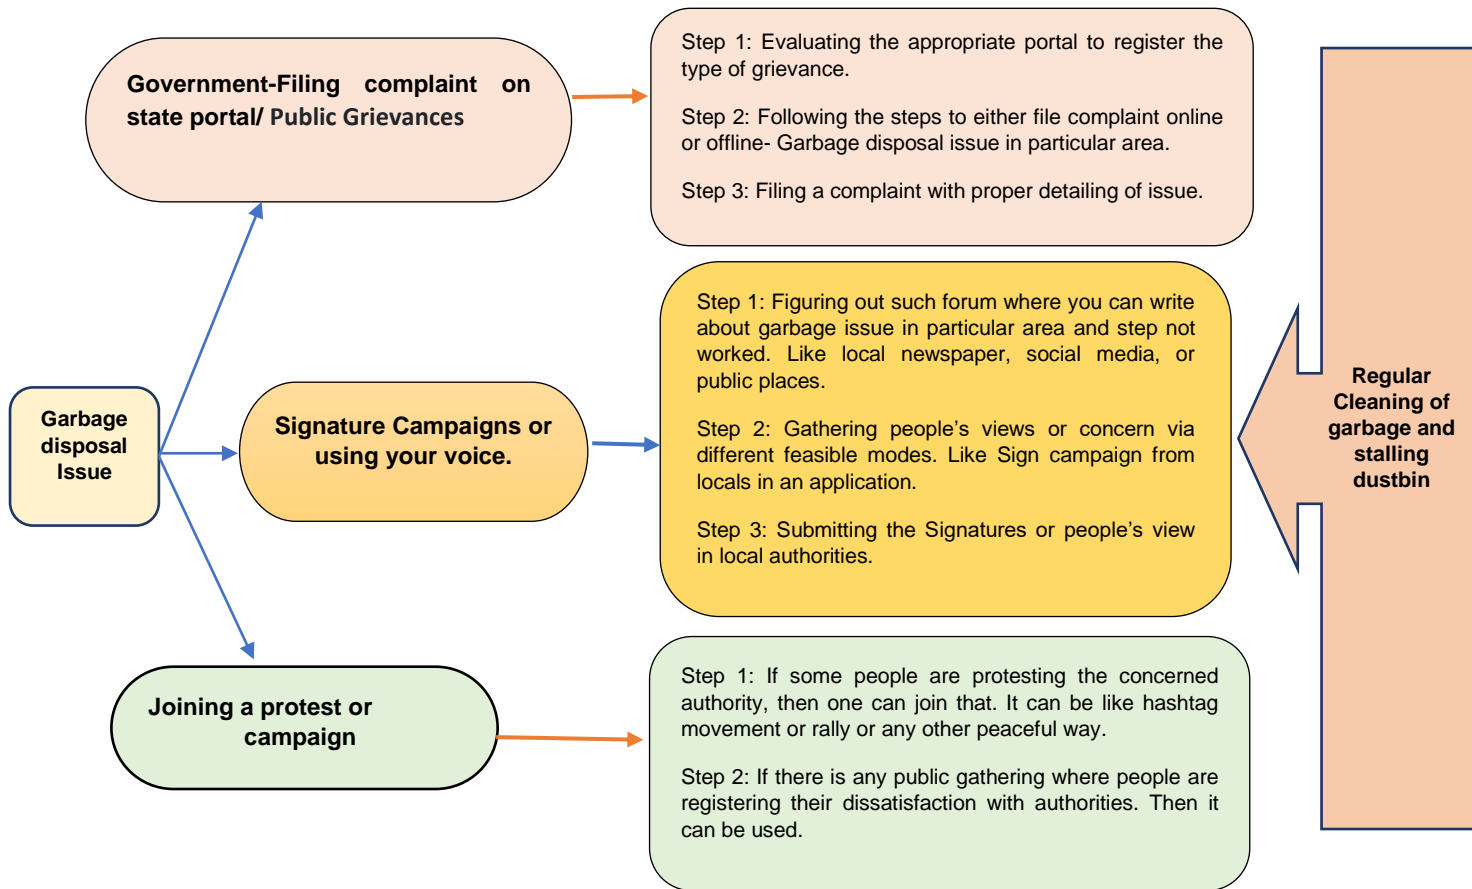 Government-Filing complaint on
state portal/ Public Grievances
Step 1: Evaluating the appropriate portal to register the
type of grievance.
Step 2: Following the steps to either file complaint online
or offline- Garbage disposal issue in particular area.
Step 3: Filing a complaint with proper detailing of issue.
Garbage
disposal
Issue
Signature Campaigns or
using your voice.
Step 1: Figuring out such forum where you can write
about garbage issue in particular area and step not
worked. Like local newspaper, social media, or
public places.
Step 2: Gathering people’s views or concern via
different feasible modes. Like Sign campaign from
locals in an application.
Step 3: Submitting the Signatures or people’s view
in local authorities.
Joining a protest or
campaign
Step 1: If some people are protesting the concerned
authority, then one can join that. It can be like hashtag
movement or rally or any other peaceful way.
Step 2: If there is any public gathering where people are
registering their dissatisfaction with authorities. Then it
can be used.
Regular
Cleaning of
garbage and
stalling
dustbin